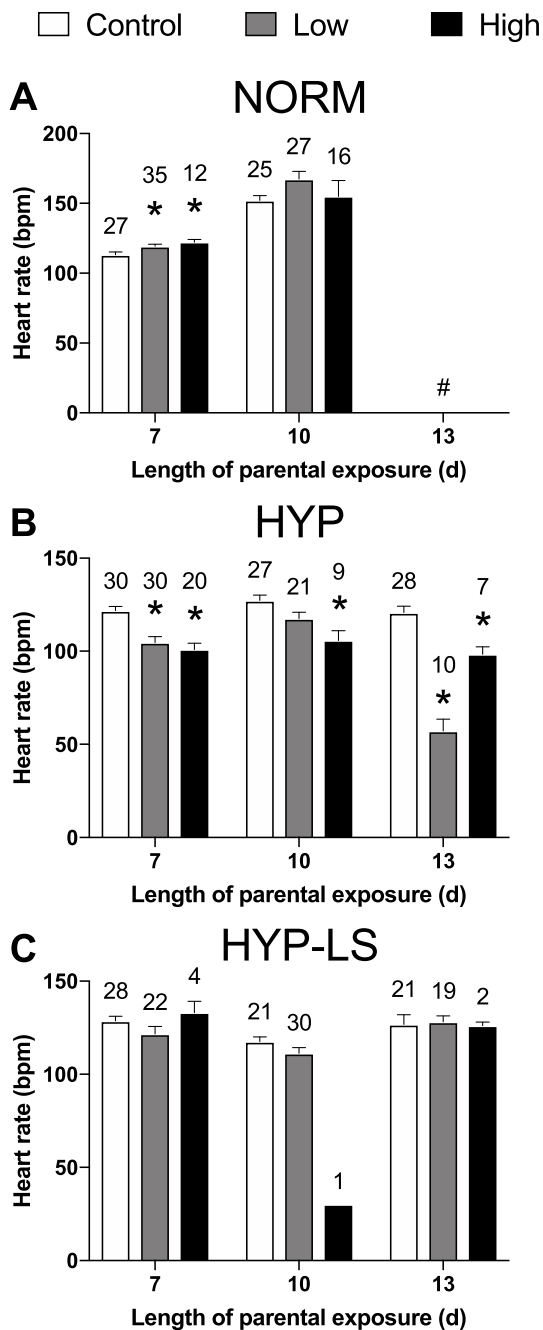 Control Low High
A NORM
200
150
100
50
0
Heart rate (bpm)
27 35 12 25 27 16
* *
#
7 10 13
Length of parental exposure (d)
B HYP
150
100
50
0
Heart rate (bpm)
30 30 20 27 21 9 28 10 7
* * * * *
7 10 13
Length of parental exposure (d)
C HYP-LS
150
100
50
0
Heart rate (bpm)
28 22 4 21 30 1 21 19 2
7 10 13
Length of parental exposure (d)